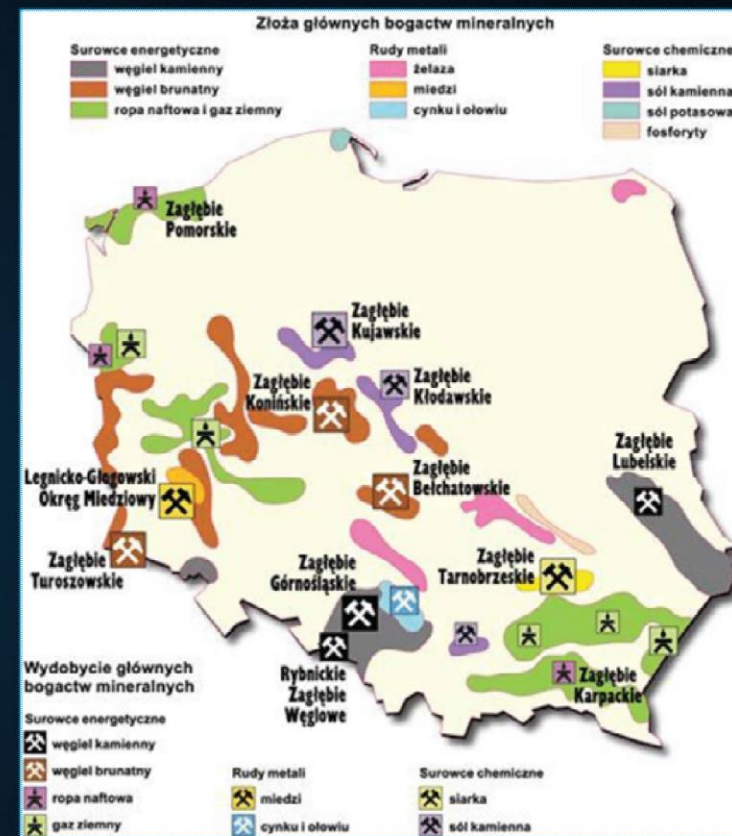 Złoża głównych bogactw mineralnych
Surowce energetyczne
węgiel kamienny
węgiel brunatny
ropa naftowa i gaz ziemny
Rudy metali
żelaza
miedzi
cynku i ołowiu
Surowce chemiczne
siarka
sól kamienna
sól potasowa
fosforyty
Zagłębie
Pomorskie
Zagłębie
Kujawskie
Zagłębie
Konińskie
Zagłębie
Kłodawskie
Zagłębie
Lubelskie
Legnicko-Głogowski
Okręg Miedziowy
Zagłębie
Bełchatowskie
Zagłębie
Turoszowskie
Zagłębie
Górnośląskie
Zagłębie
Tarnobrzeskie
Rybnickie
Zagłębie
Węglowe
Zagłębie
Karpackie
Wydobycie głównych
bogactw mineralnych
Surowce energetyczne
węgiel kamienny
węgiel brunatny
ropa naftowa
gaz ziemny
Rudy metali
miedzi
cynku i ołowiu
Surowce chemiczne
siarka
sól kamienna